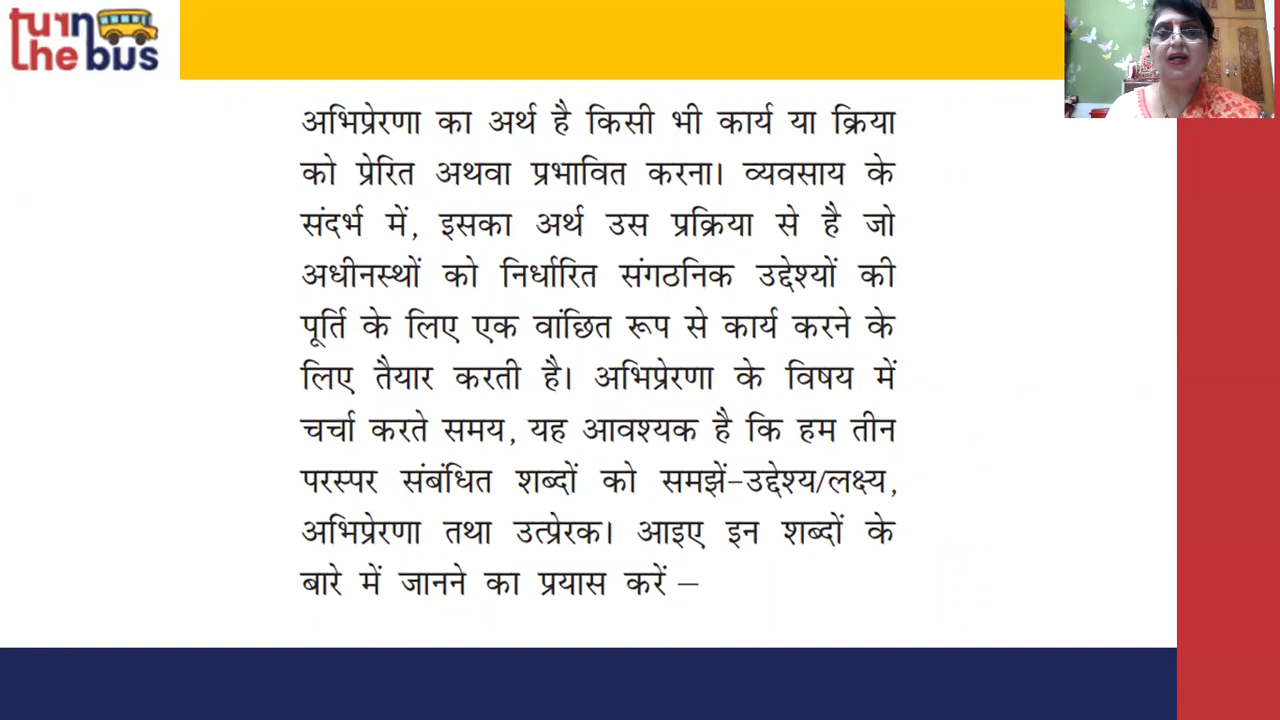 turn
the bus
अभिप्रेरणा का अर्थ है किसी भी कार्य या क्रिया
को प्रेरित अथवा प्रभावित करना। व्यवसाय के
संदर्भ में, इसका अर्थ उस प्रक्रिया से है जो
अधीनस्थों को निर्धारित संगठनिक उद्देश्यों की
पूर्ति के लिए एक वांछित रूप से कार्य करने के
लिए तैयार करती है। अभिप्रेरणा के विषय में
चर्चा करते समय, यह आवश्यक है कि हम तीन
परस्पर संबंधित शब्दों को समझें–उद्देश्य/लक्ष्य,
अभिप्रेरणा तथा उत्प्रेरक। आइए इन शब्दों के
बारे में जानने का प्रयास करें –